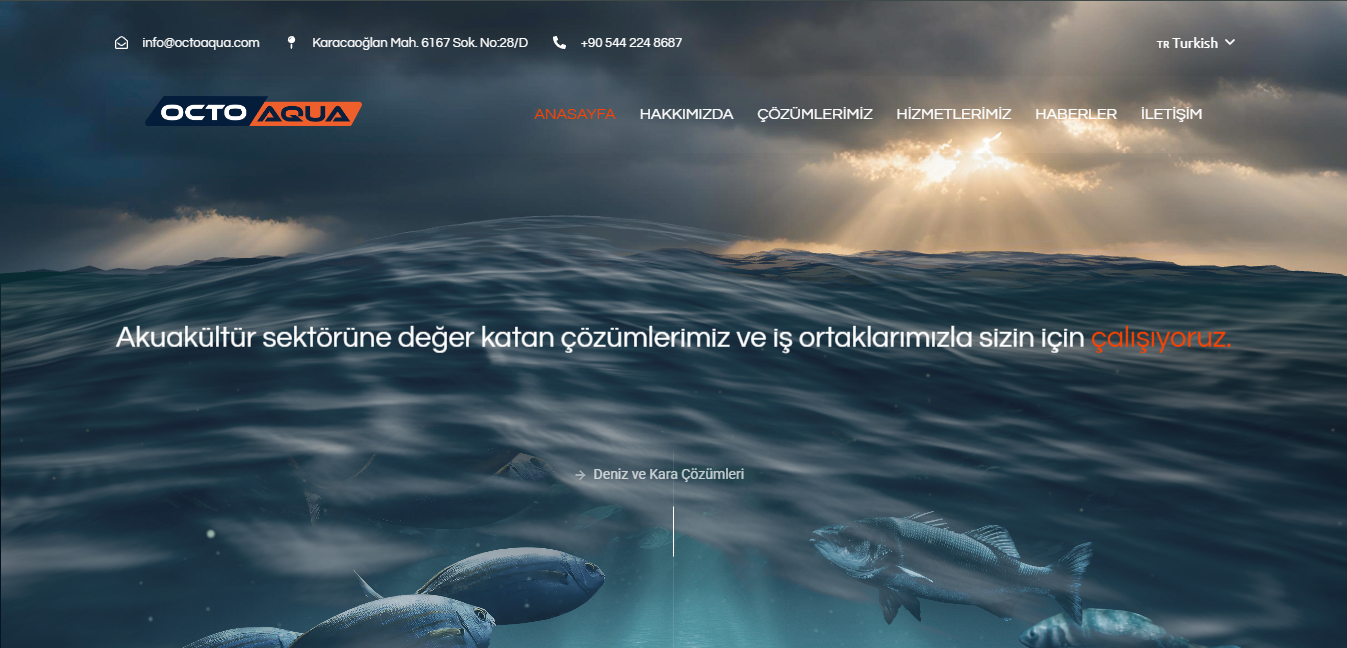 info@octoaqua.com Karacaoğlan Mah. 6167 Sok. No:28/D +90 544 224 8687 TR Turkish
OCTO AQUA ANASAYFA HAKKIMIZDA ÇÖZÜMLERİMİZ HİZMETLERİMİZ HABERLER İLETİŞİM
Akuakültür sektörüne değer katan çözümlerimiz ve iş ortaklarımızla sizin için çalışıyoruz.
Deniz ve Kara Çözümleri